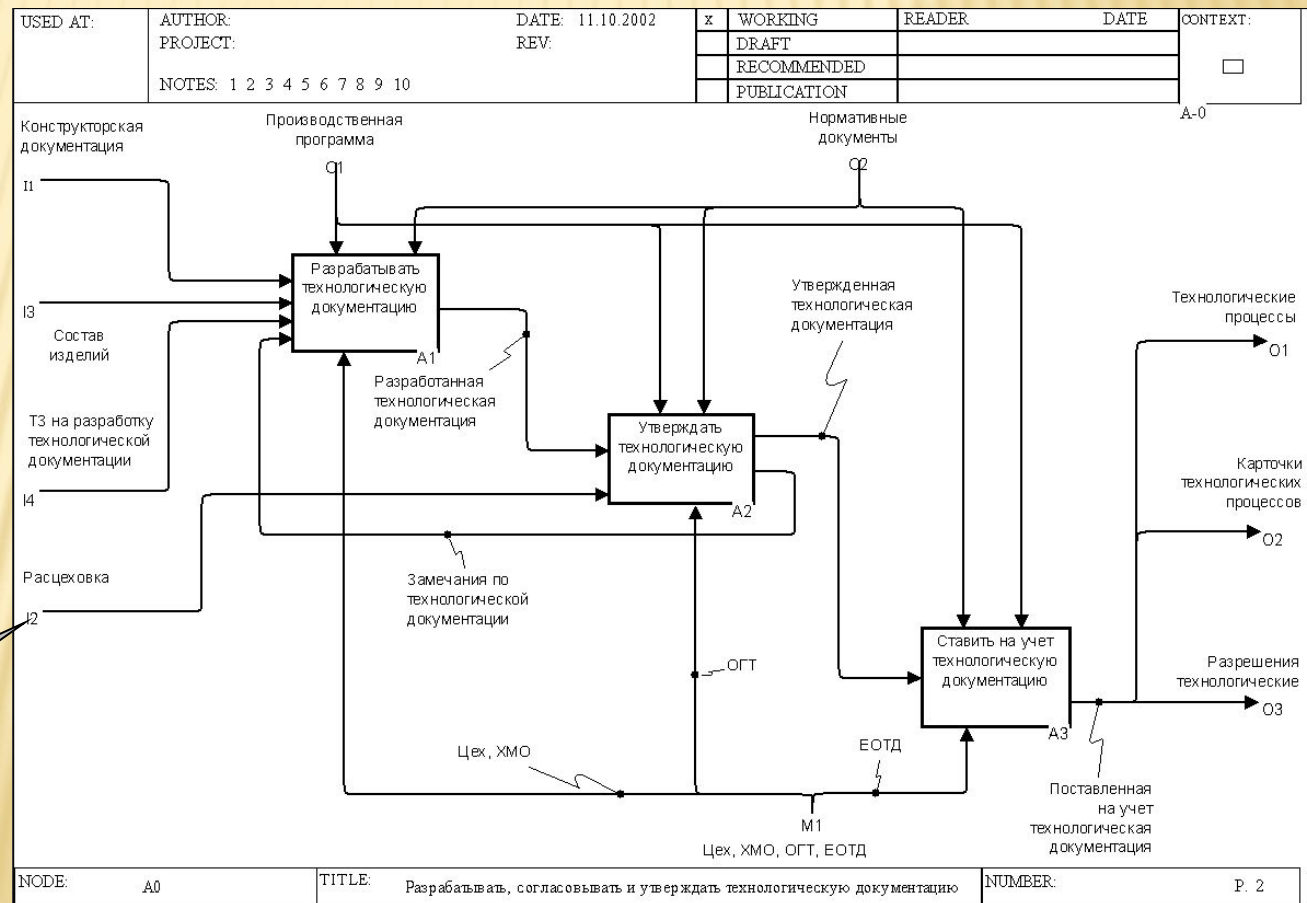 USED AT:
AUTHOR:
DATE: 11.10.2002
PROJECT:
REV:
NOTES: 1 2 3 4 5 6 7 8 9 10
X
WORKING
DRAFT
RECOMMENDED
PUBLICATION
READER
DATE
CONTEXT:
A-0
Конструкторская
документация
I1
Производственная
программа
C1
Нормативные
документы
C2
Разрабатывать
технологическую
документацию
A1
I3
Состав
изделий
Утвержденная
технологическая
документация
Технологические
процессы
O1
Разработанная
технологическая
документация
ТЗ на разработку
технологической
документации
I4
Утверждать
технологическую
документацию
A2
Карточки
технологических
процессов
O2
Расцеховка
I2
Замечания по
технологической
документации
ОГТ
Ставить на учет
технологическую
документацию
A3
Разрешения
технологические
O3
Цех, ХМО
ЕОТД
Поставленная
на учет
технологическая
документация
M1
Цех, ХМО, ОГТ, ЕОТД
NODE:
A0
TITLE:
Разрабатывать, согласовывать и утверждать технологическую документацию
NUMBER:
P. 2